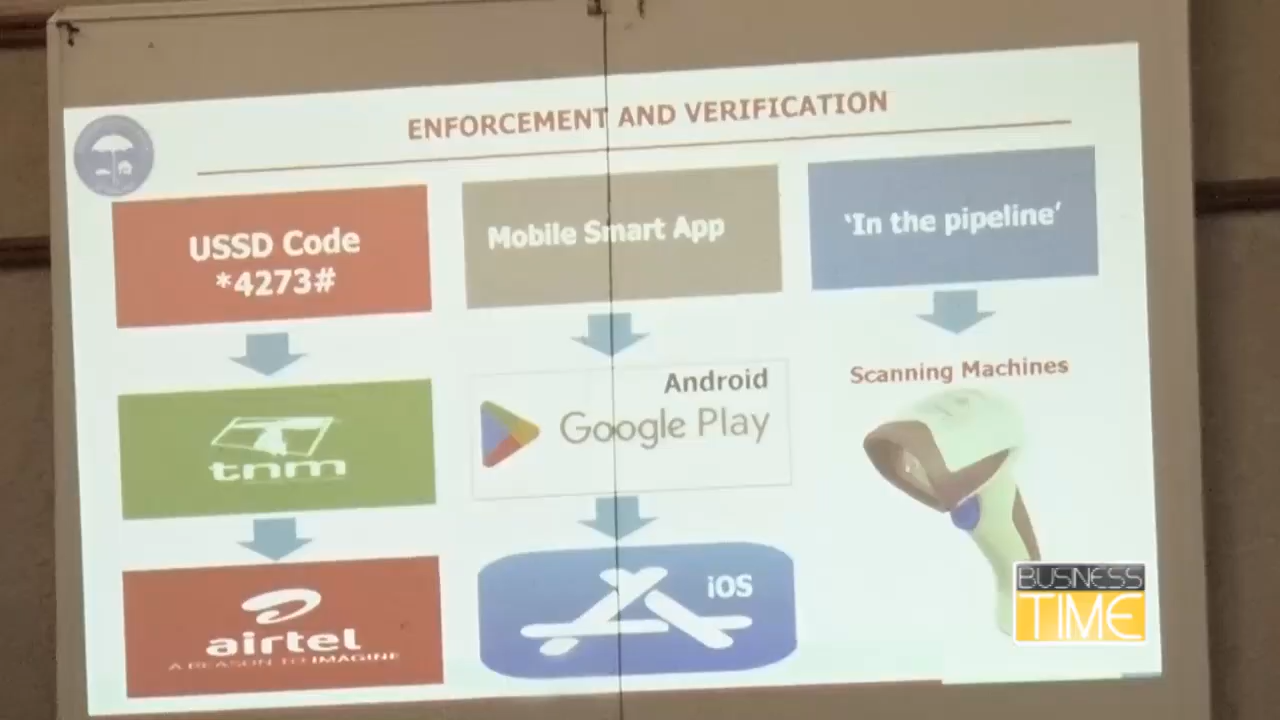 ENFORCEMENT AND VERIFICATION
USSD Code
*4273#
tnm
airtel
A REASON TO IMAGINE
Mobile Smart App
Android
Google Play
iOS
'In the pipeline'
Scanning Machines
BUSINESS
TIME